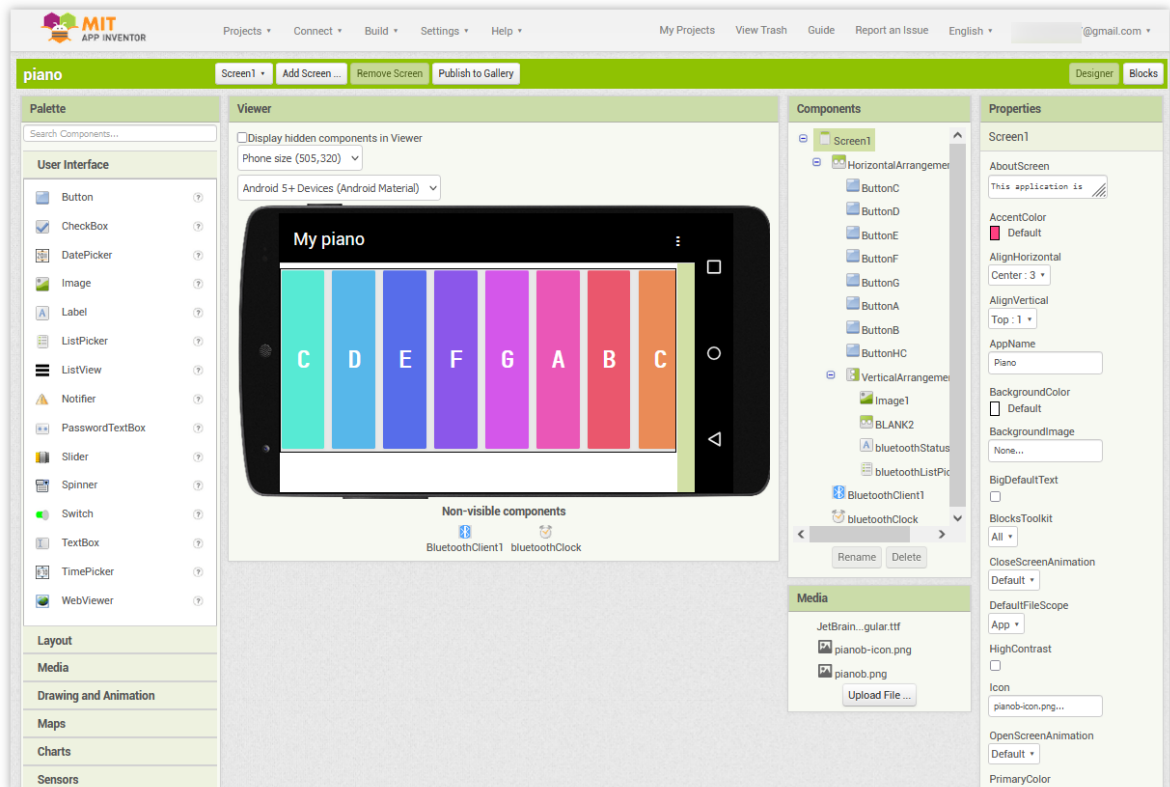 MIT
APP INVENTOR
Projects
Connect
Build
Settings
Help
My Projects
View Trash
Guide
Report an Issue
English
@gmail.com
piano
Screen1
Add Screen ...
Remove Screen
Publish to Gallery
Designer
Blocks
Palette
Search Components...
User Interface
Button
CheckBox
DatePicker
Image
Label
ListPicker
ListView
Notifier
PasswordTextBox
Slider
Spinner
Switch
TextBox
TimePicker
WebViewer
Layout
Media
Drawing and Animation
Maps
Charts
Sensors
Viewer
Display hidden components in Viewer
Phone size (505,320)
Android 5+ Devices (Android Material)
My piano
C D E F G A B C
Non-visible components
BluetoothClient1 bluetoothClock
Components
Screen1
HorizontalArrangemer
ButtonC
ButtonD
ButtonE
ButtonF
ButtonG
ButtonA
ButtonB
ButtonHC
VerticalArrangemer
Image1
BLANK2
bluetoothStatus
bluetoothListPic
BluetoothClient1
bluetoothClock
Rename Delete
Media
JetBrain...gular.ttf
pianob-icon.png
pianob.png
Upload File ...
Properties
Screen1
AboutScreen
This application is
AccentColor
Default
AlignHorizontal
Center : 3
AlignVertical
Top : 1
AppName
Piano
BackgroundColor
Default
BackgroundImage
None...
BigDefaultText
BlocksToolkit
All
CloseScreenAnimation
Default
DefaultFileScope
App
HighContrast
Icon
pianob-icon.png...
OpenScreenAnimation
Default
PrimaryColor